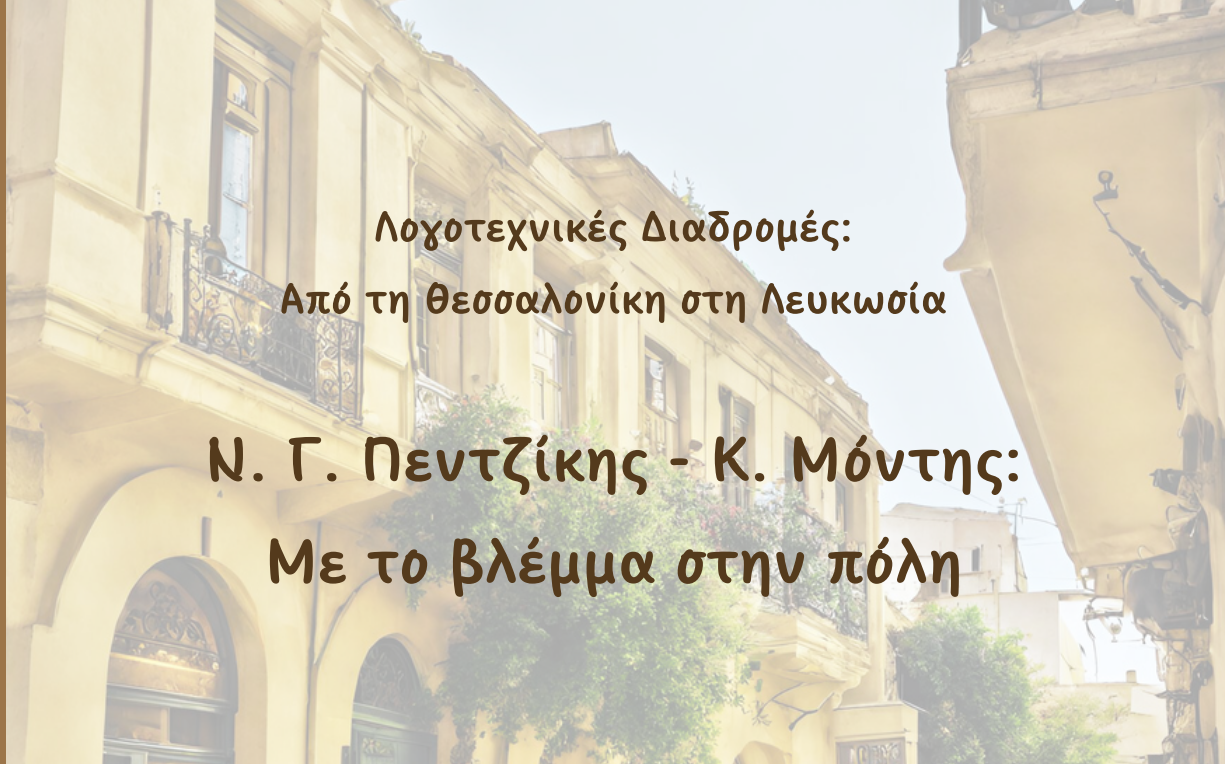 Λογοτεχνικές Διαδρομές:
Από τη Θεσσαλονίκη στη Λευκωσία
Ν. Γ. Πεντζίκης - Κ. Μόντης:
Με το βλέμμα στην πόλη